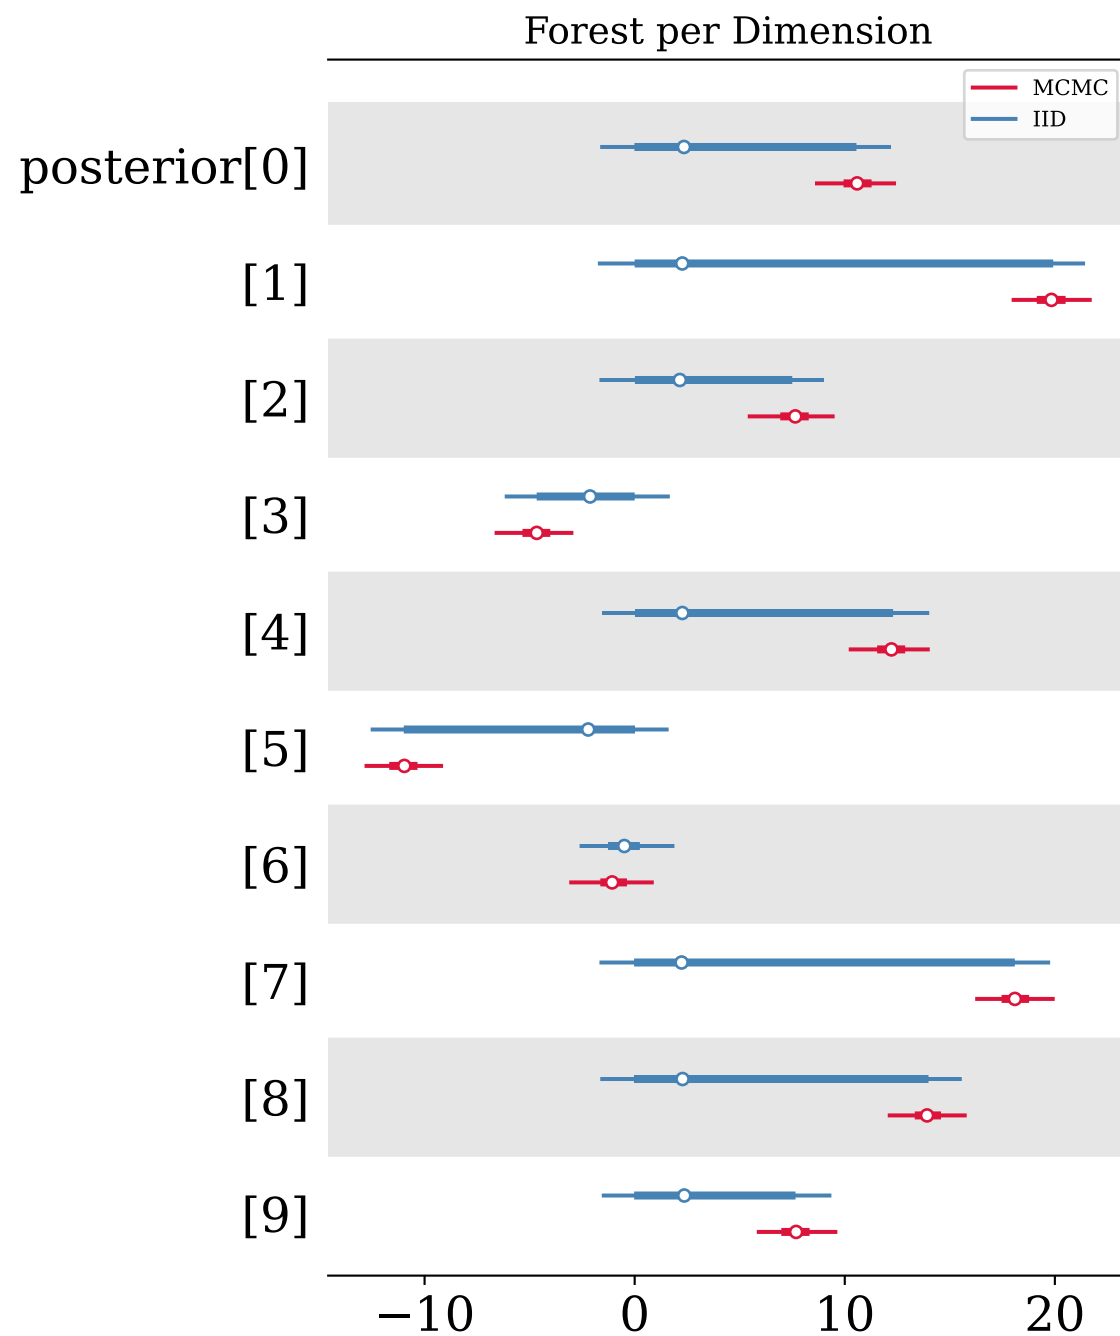 Forest per Dimension
MCMC
IID
posterior[0]
[1]
[2]
[3]
[4]
[5]
[6]
[7]
[8]
[9]
−10 0 10 20